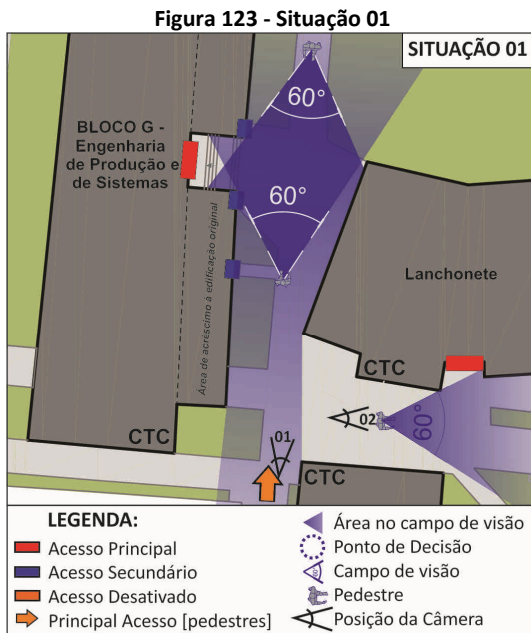 Figura 123 - Situação 01
SITUAÇÃO 01
60°
BLOCO G -
Engenharia
de Produção e
de Sistemas
60°
Área de acréscimo à edificação original
Lanchonete
CTC
02
60°
CTC
01
CTC
LEGENDA:
Acesso Principal
Acesso Secundário
Acesso Desativado
Principal Acesso [pedestres]
Área no campo de visão
Ponto de Decisão
Campo de visão
Pedestre
Posição da Câmera